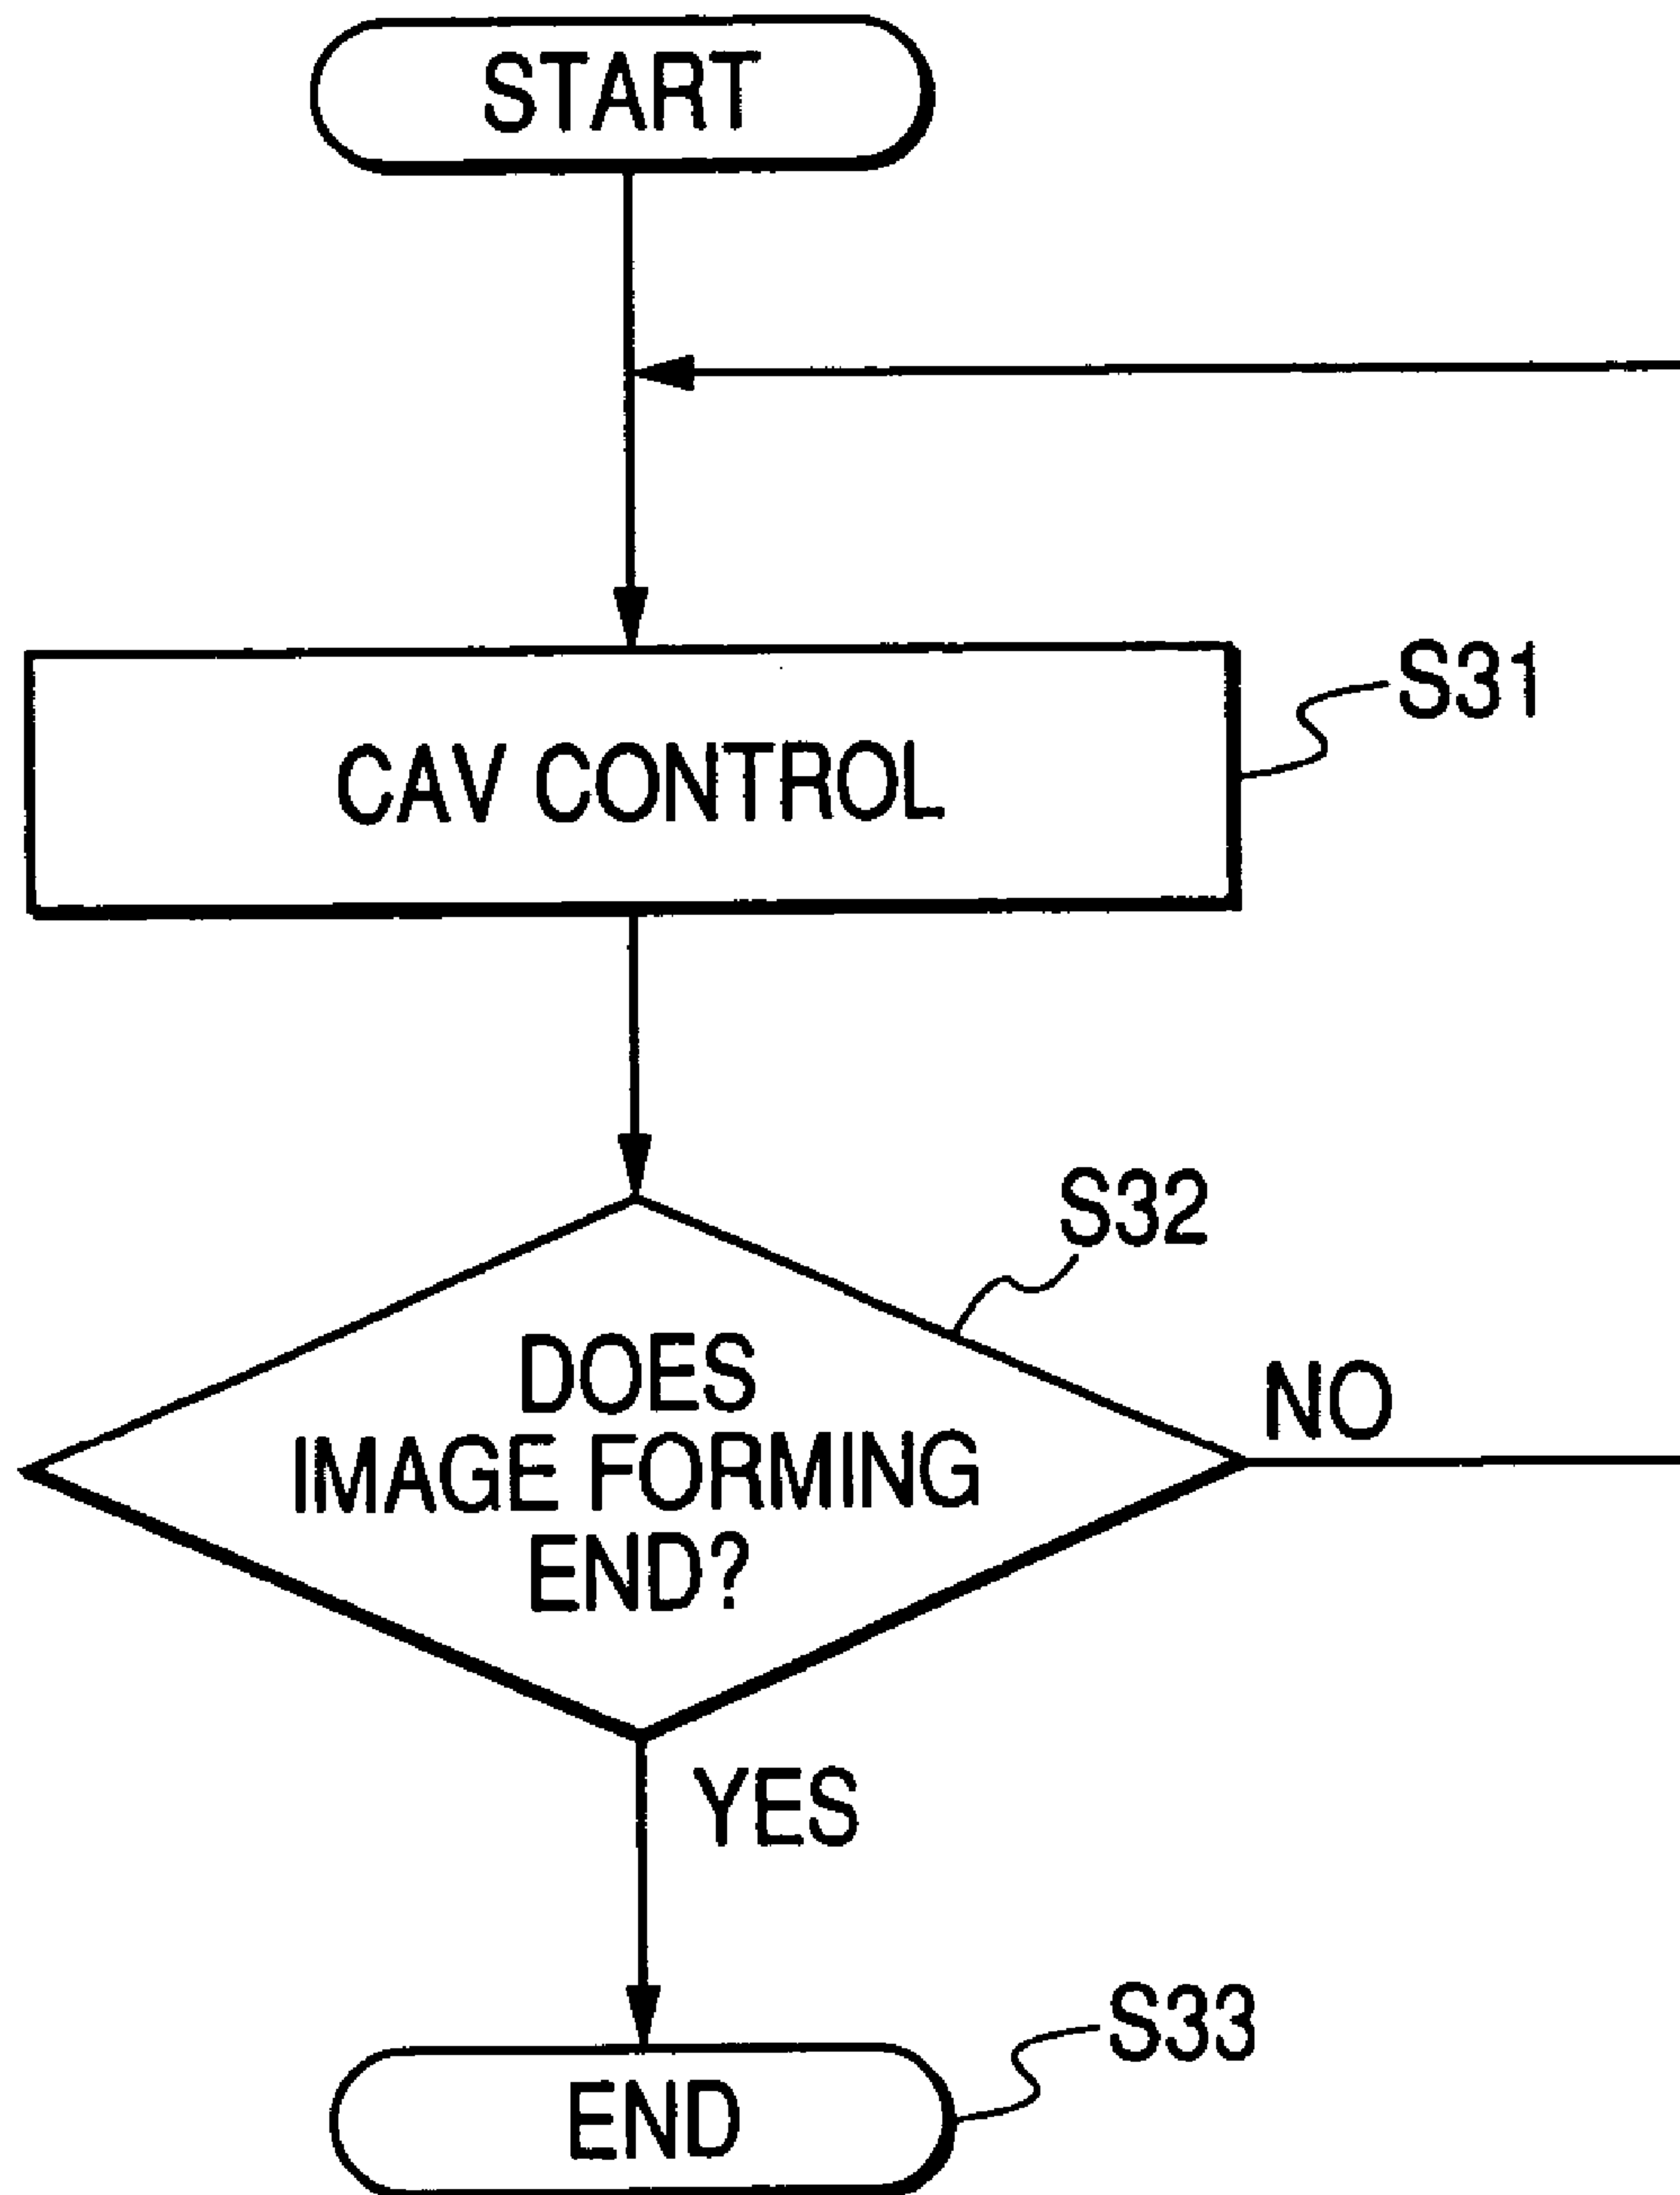 START
CAV CONTROL
S31
S32
DOES
IMAGE FORMING
END?
NO
YES
S33
END